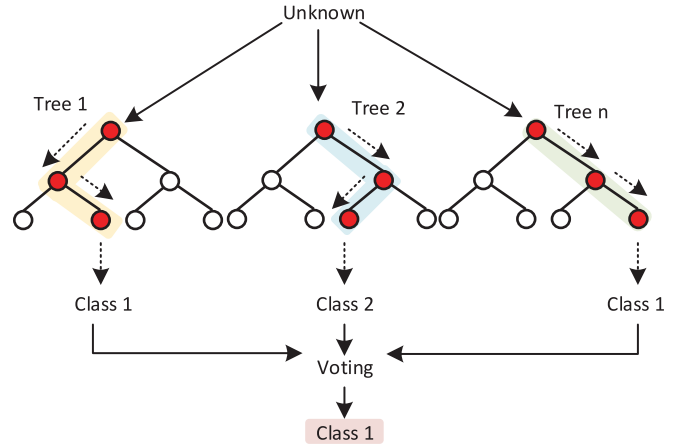 Unknown
Tree 1
Tree 2
Tree n
Class 1
Class 2
Class 1
Voting
Class 1